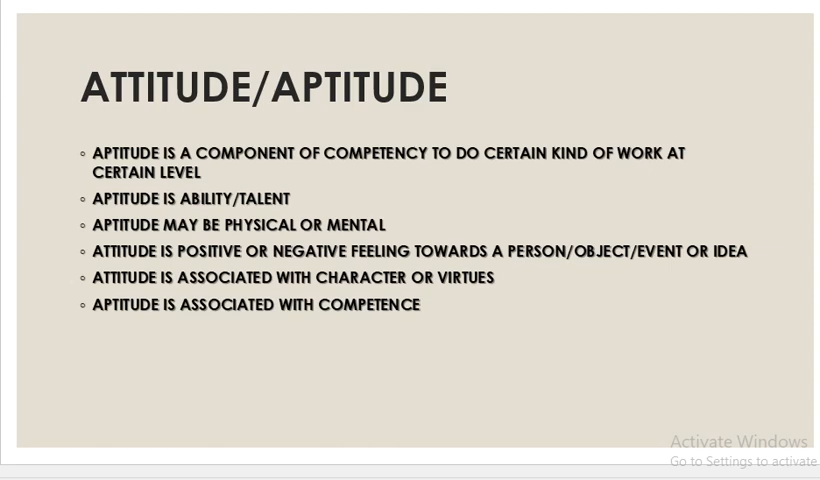 ATTITUDE/APTITUDE
◦ APTITUDE IS A COMPONENT OF COMPETENCY TO DO CERTAIN KIND OF WORK AT
CERTAIN LEVEL
◦ APTITUDE IS ABILITY/TALENT
◦ APTITUDE MAY BE PHYSICAL OR MENTAL
◦ ATTITUDE IS POSITIVE OR NEGATIVE FEELING TOWARDS A PERSON/OBJECT/EVENT OR IDEA
◦ ATTITUDE IS ASSOCIATED WITH CHARACTER OR VIRTUES
◦ APTITUDE IS ASSOCIATED WITH COMPETENCE
Activate Windows
Go to Settings to activate